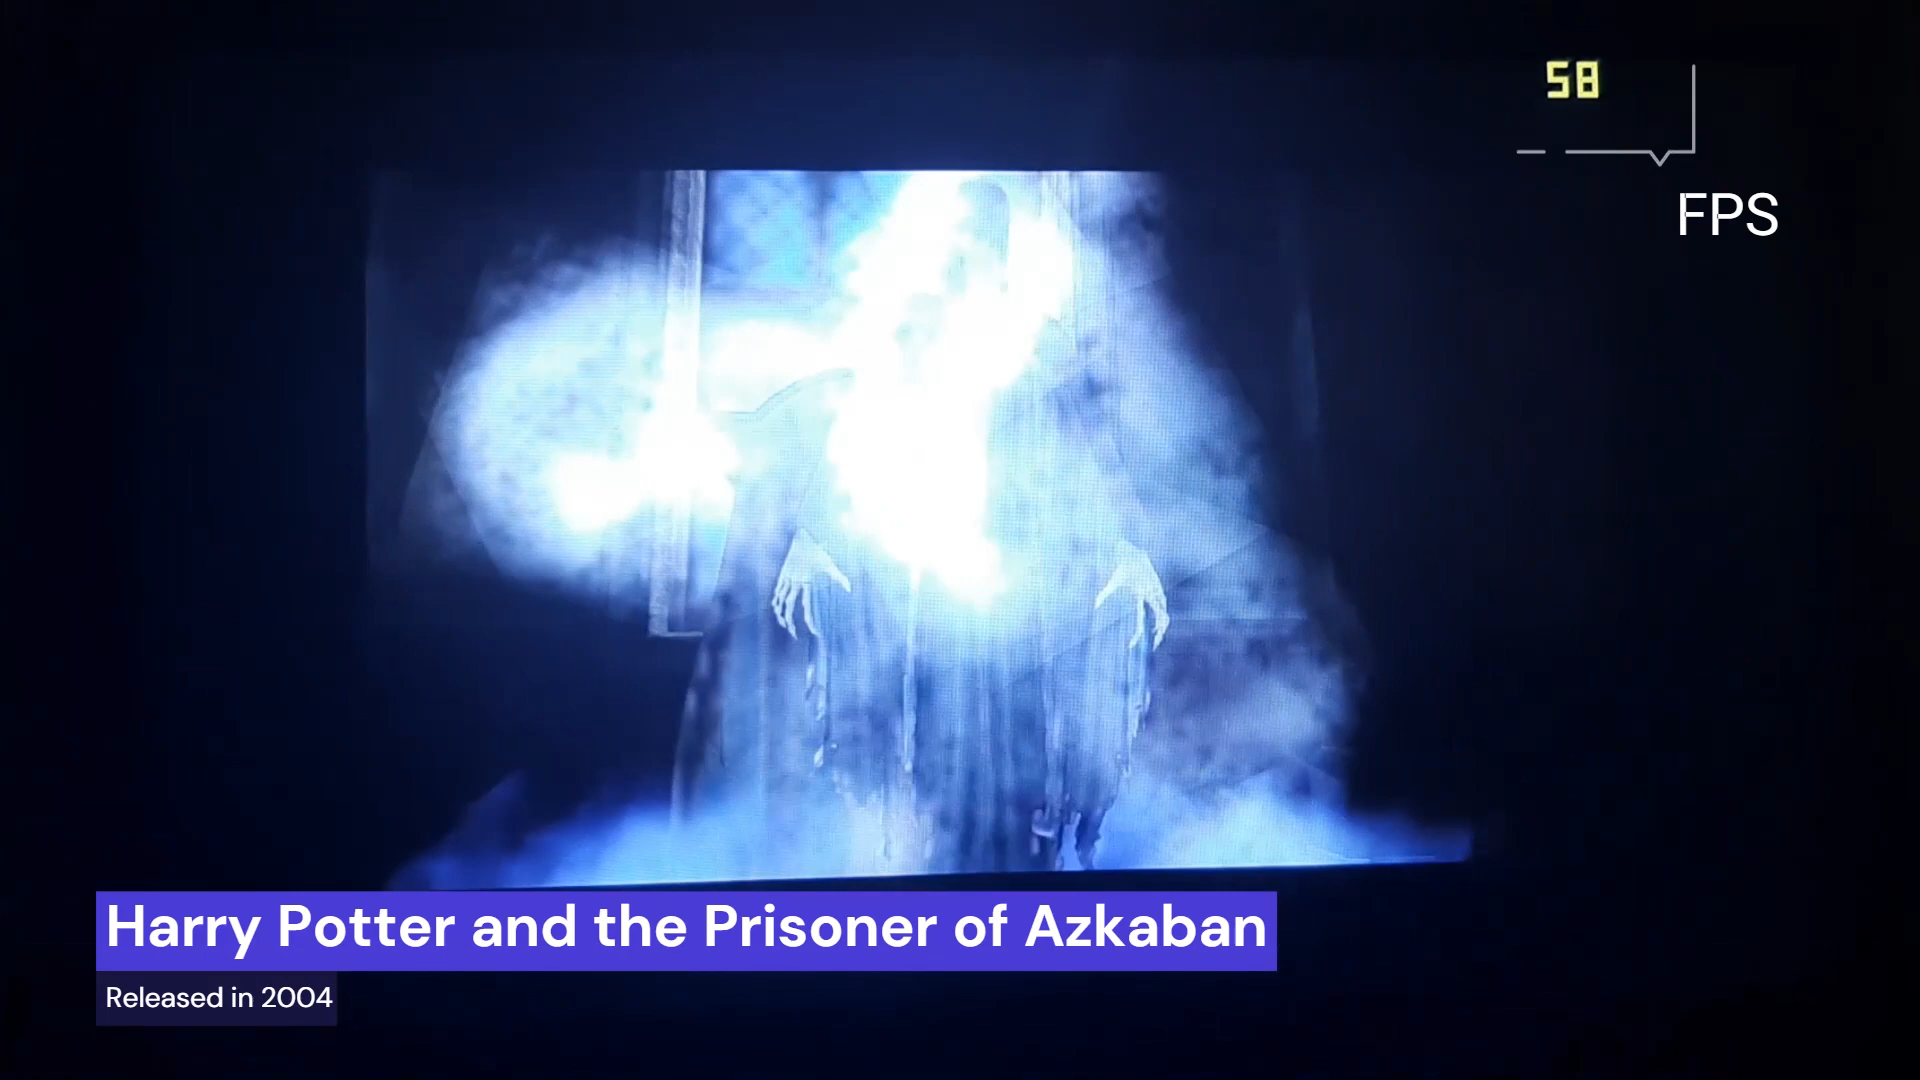 58
FPS
Harry Potter and the Prisoner of Azkaban
Released in 2004